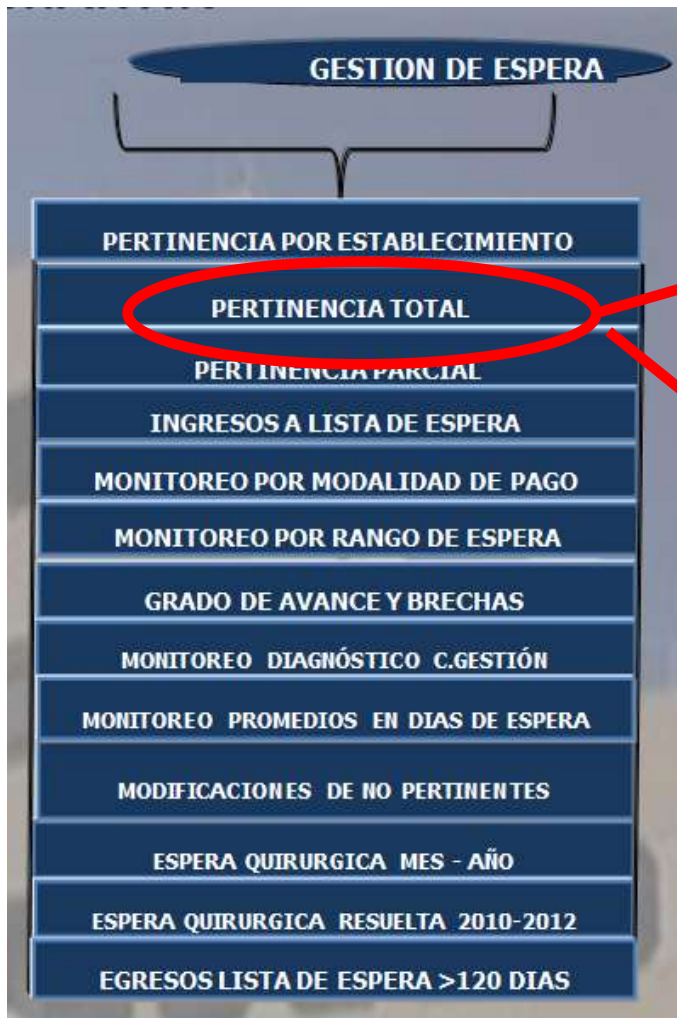 GESTION DE ESPERA
PERTINENCIA POR ESTABLECIMIENTO
PERTINENCIA TOTAL
PERTINENCIA PARCIAL
INGRESOS A LISTA DE ESPERA
MONITOREO POR MODALIDAD DE PAGO
MONITOREO POR RANGO DE ESPERA
GRADO DE AVANCE Y BRECHAS
MONITOREO DIAGNÓSTICO C.GESTIÓN
MONITOREO PROMEDIOS EN DIAS DE ESPERA
MODIFICACIONES DE NO PERTINENTES
ESPERA QUIRURGICA MES - AÑO
ESPERA QUIRURGICA RESUELTA 2010-2012
EGRESOS LISTA DE ESPERA >120 DIAS